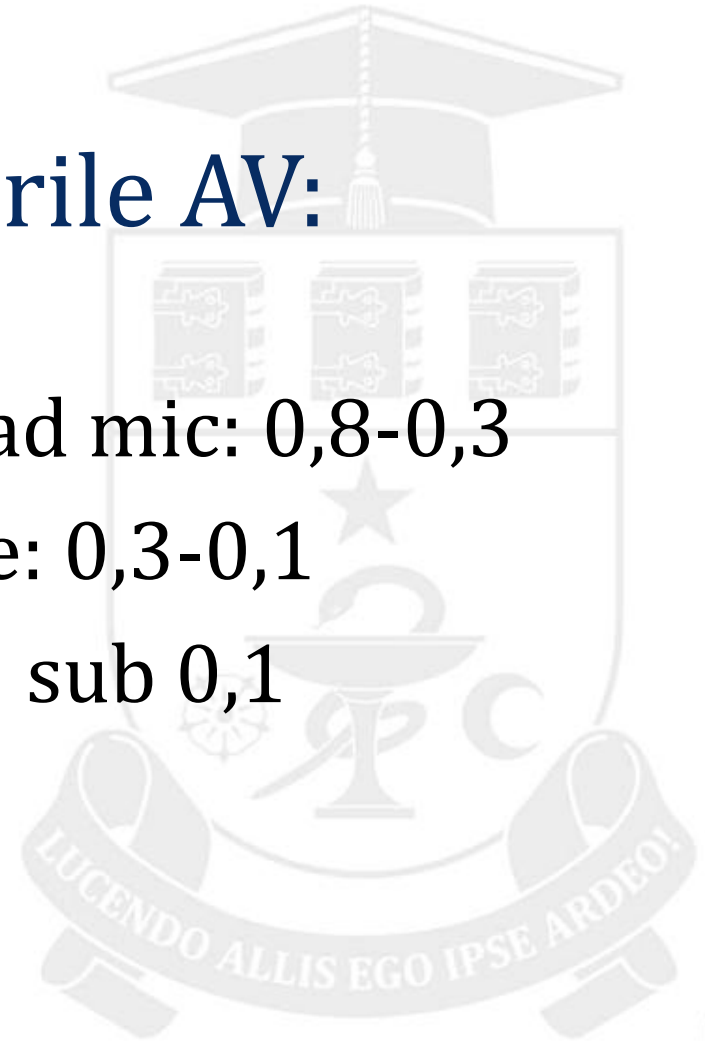 rile AV:
ad mic: 0,8-0,3
e: 0,3-0,1
sub 0,1
LUCENDO ALLIS EGO IPSE ARDEO!